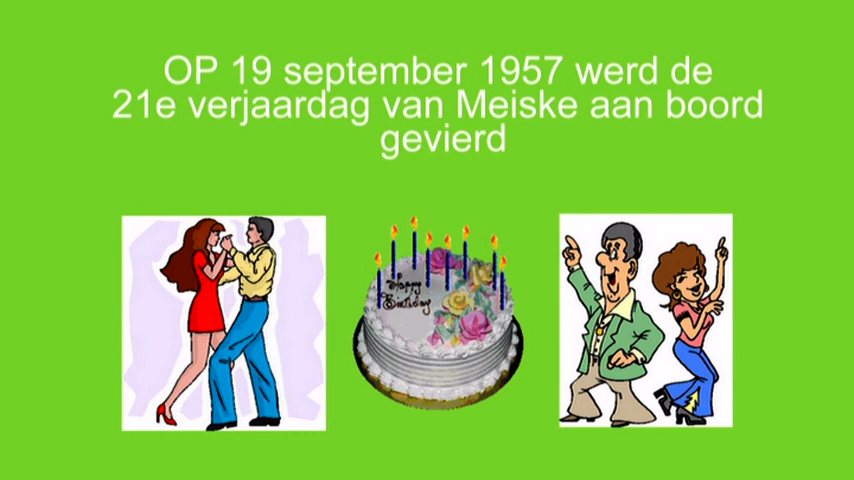 OP 19 september 1957 werd de
21e verjaardag van Meiske aan boord
gevierd
Happy
Birthday